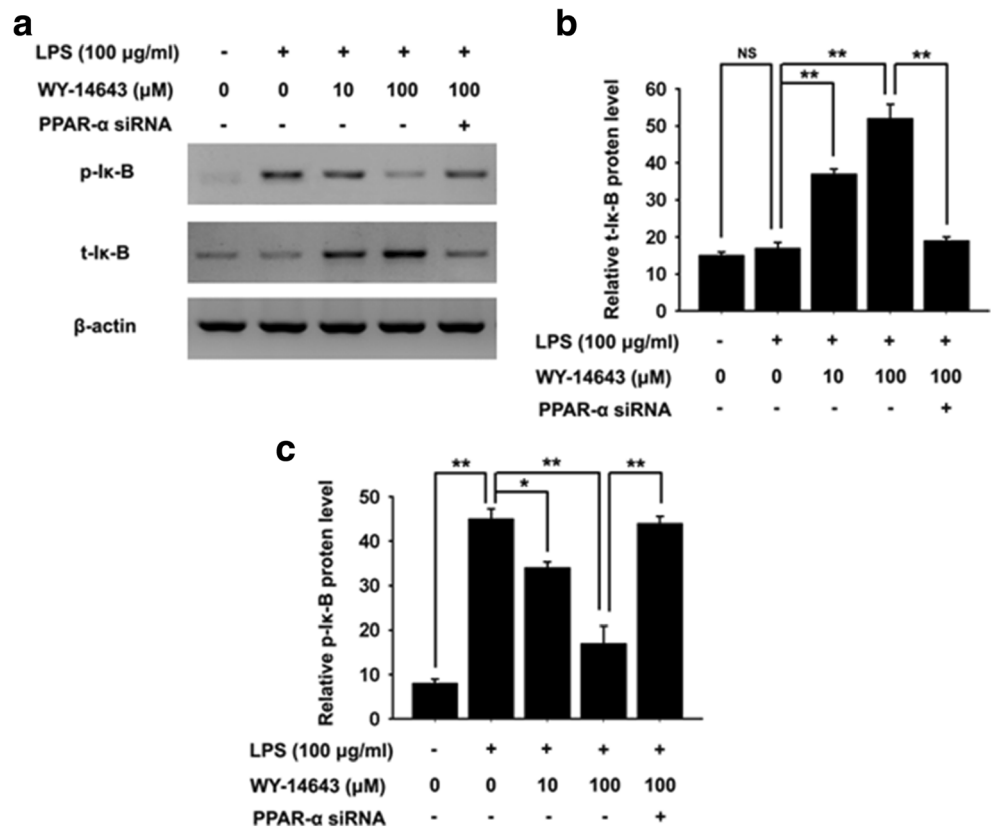 a
LPS (100 µg/ml) - + + + +
WY-14643 (µM) 0 0 10 100 100
PPAR-α siRNA - - - - +
p-Iκ-B
t-Iκ-B
β-actin
b
NS ** ** **
Relative t-Iκ-B proten level
60
50
40
30
20
10
0
LPS (100 µg/ml) - + + + +
WY-14643 (µM) 0 0 10 100 100
PPAR-α siRNA - - - - +
c
** ** * **
Relative p-Iκ-B proten level
50
40
30
20
10
0
LPS (100 µg/ml) - + + + +
WY-14643 (µM) 0 0 10 100 100
PPAR-α siRNA - - - - +